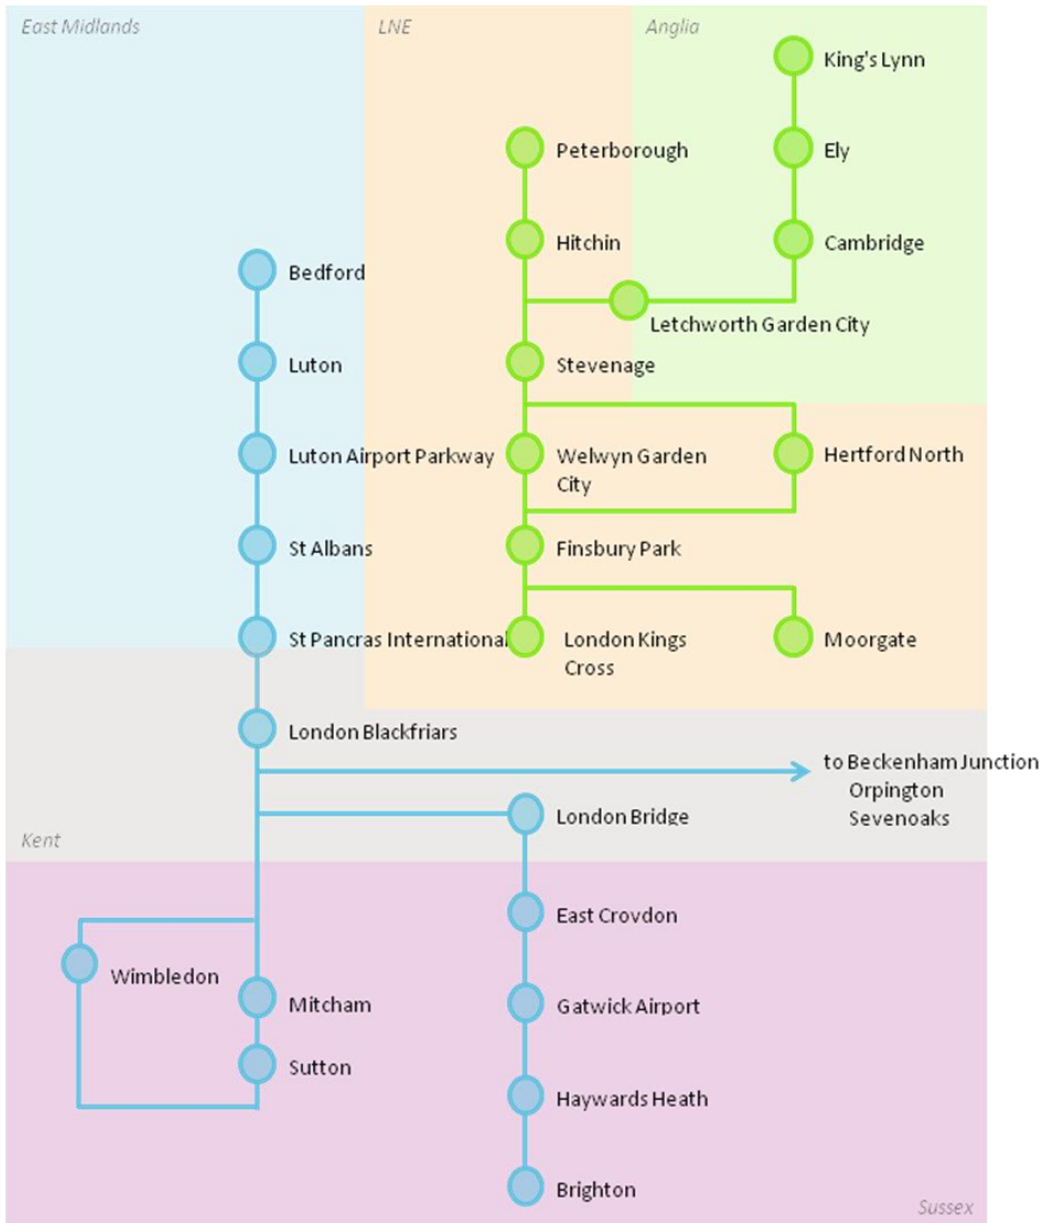 East Midlands
LNE
Anglia
King's Lynn
Peterborough
Ely
Hitchin
Cambridge
Bedford
Letchworth Garden City
Luton
Stevenage
Luton Airport Parkway
Welwyn Garden
City
Hertford North
St Albans
Finsbury Park
St Pancras International
London Kings
Cross
Moorgate
London Blackfriars
to Beckenham Junction
Orpington
Sevenoaks
London Bridge
Kent
East Croydon
Wimbledon
Mitcham
Gatwick Airport
Sutton
Haywards Heath
Brighton
Sussex